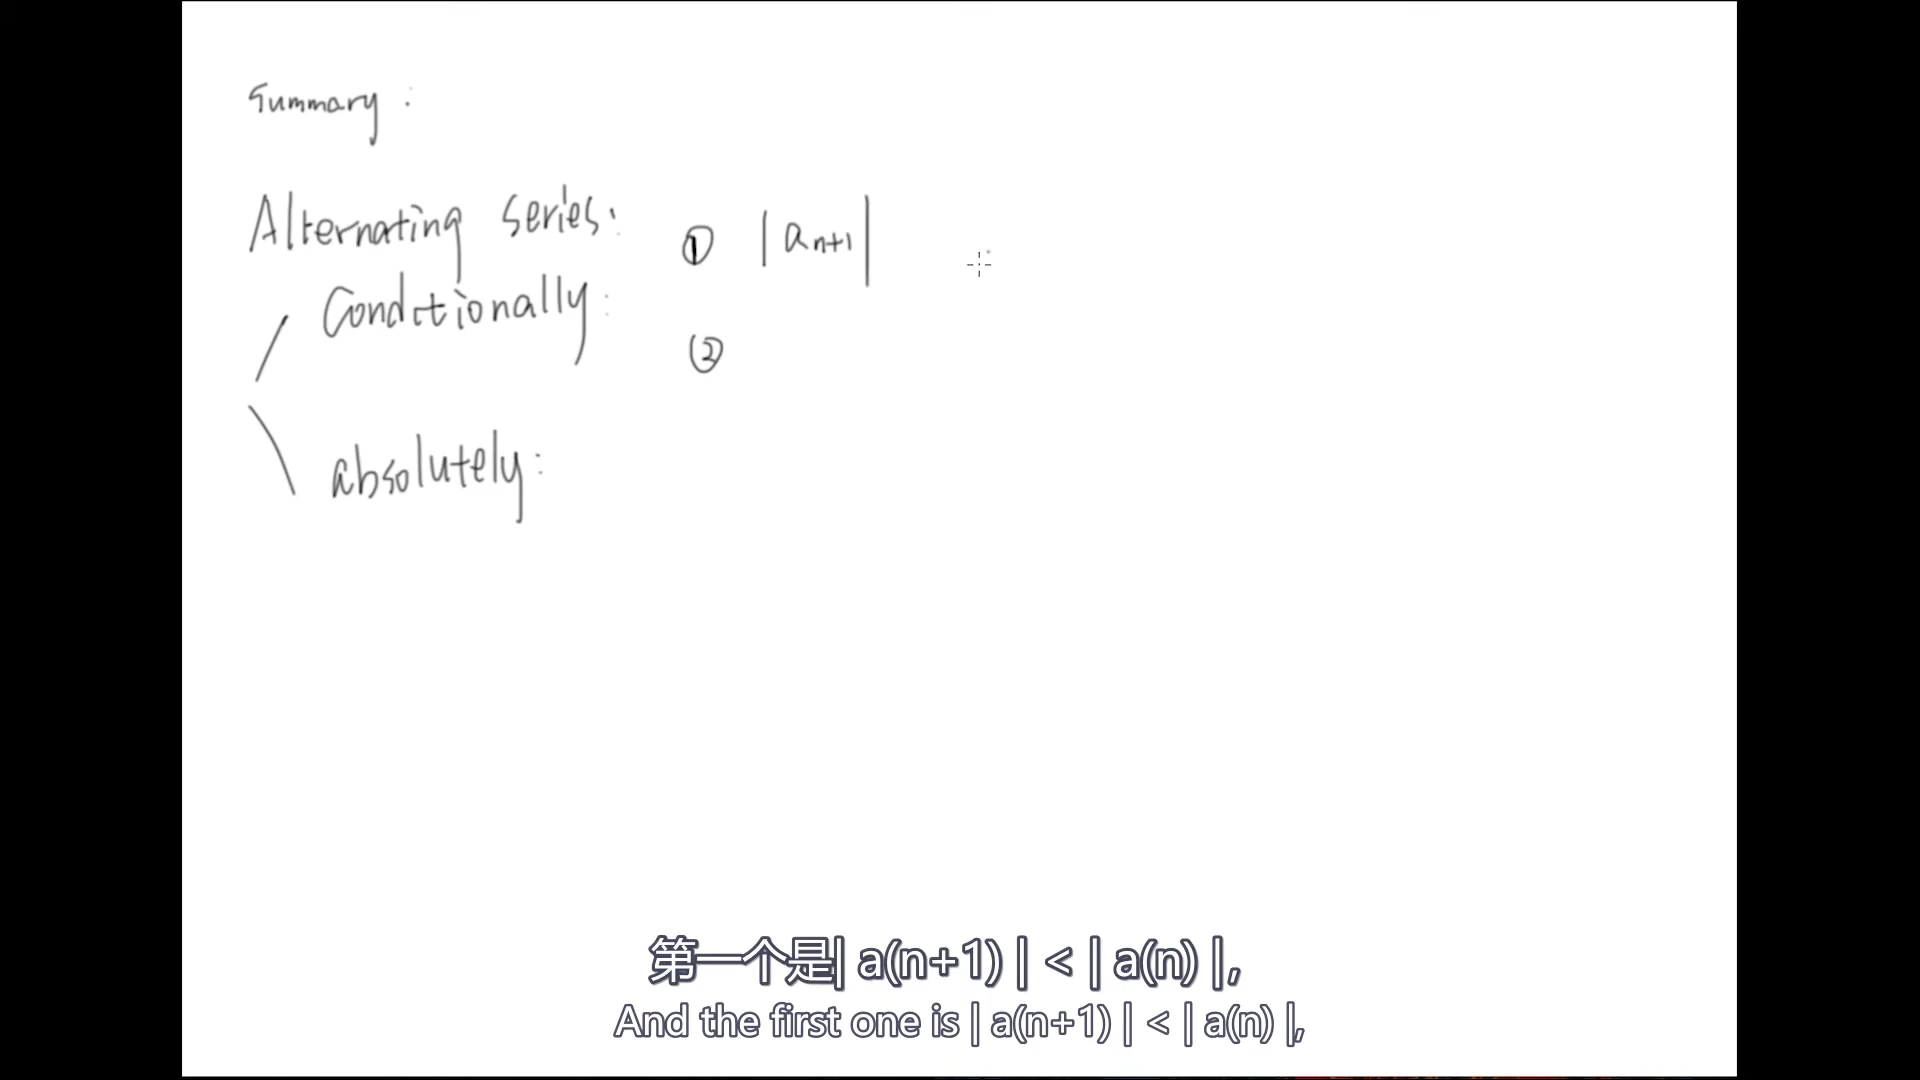 Summary :
Alternating series:
Conditionally:
① |aₙ₊₁|
②
absolutely:
第一个是| a(n+1) | < | a(n) |,
And the first one is | a(n+1) | < | a(n) |,